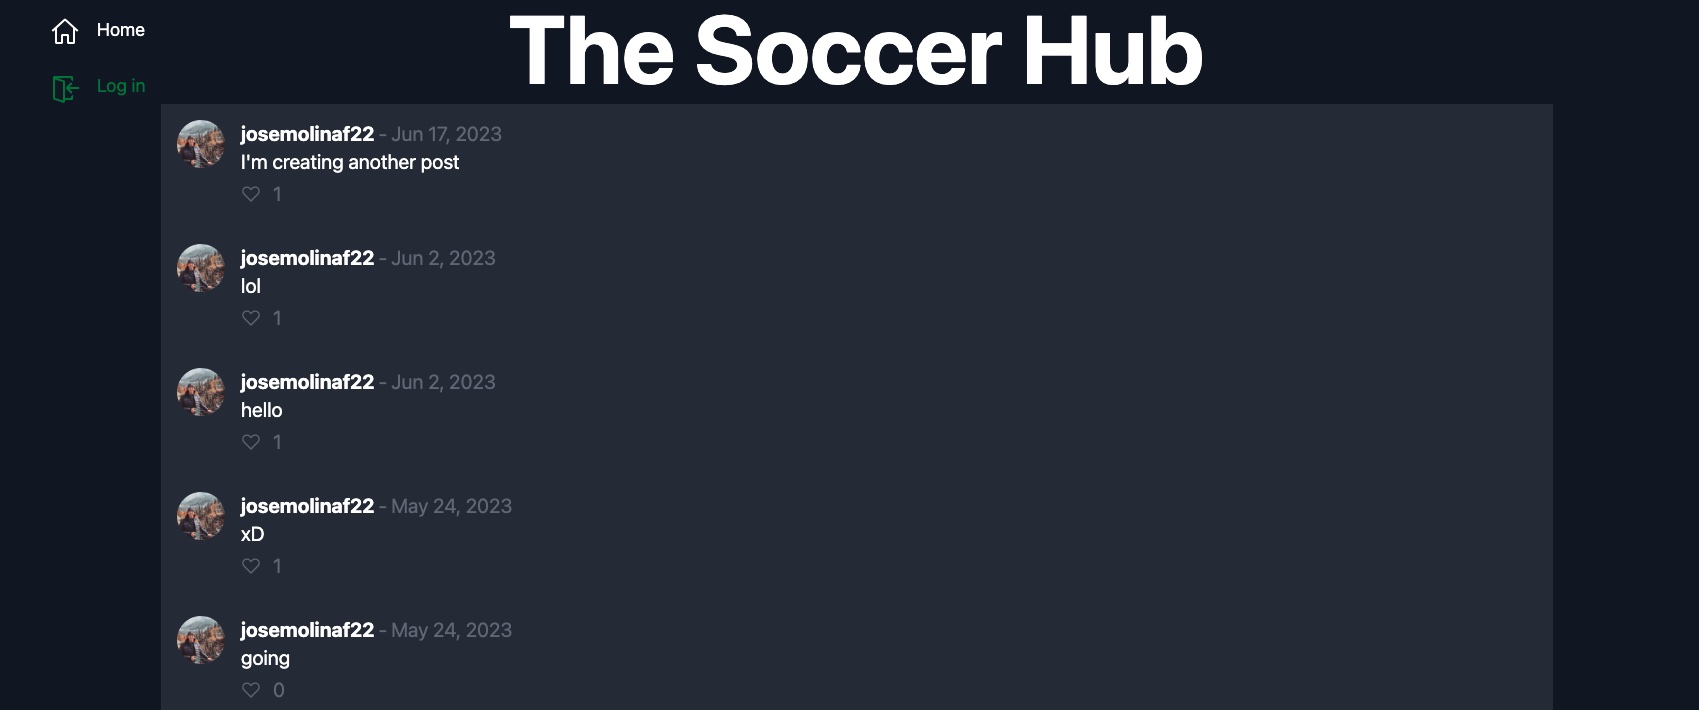 Home
The Soccer Hub
Log in
josemolinaf22 - Jun 17, 2023
I'm creating another post
1
josemolinaf22 - Jun 2, 2023
lol
1
josemolinaf22 - Jun 2, 2023
hello
1
josemolinaf22 - May 24, 2023
xD
1
josemolinaf22 - May 24, 2023
going
0